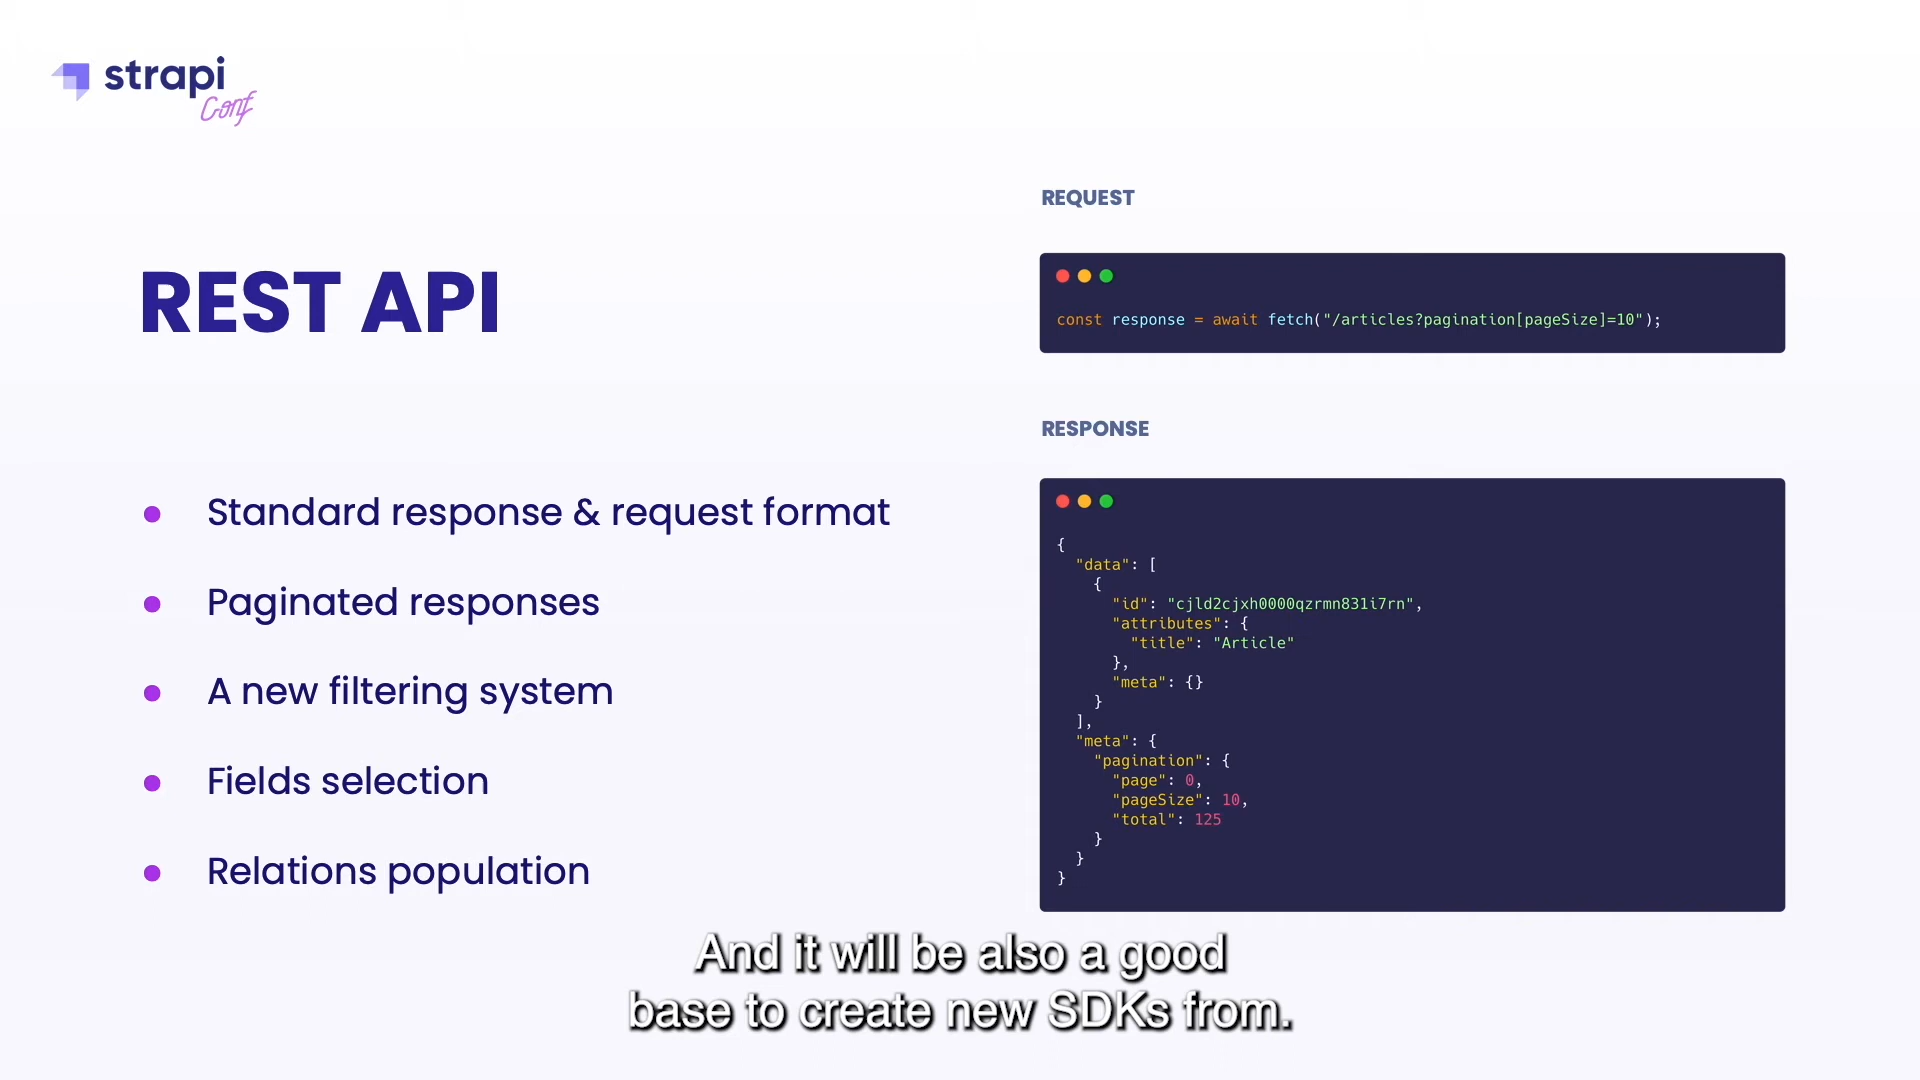 strapi
Conf
REST API
Standard response & request format
Paginated responses
A new filtering system
Fields selection
Relations population
REQUEST
const response = await fetch("/articles?pagination[pageSize]=10");
RESPONSE
{
"data": [
{
"id": "cjld2cjxh0000qzrmn831i7rn",
"attributes": {
"title": "Article"
},
"meta": {}
}
],
"meta": {
"pagination": {
"page": 0,
"pageSize": 10,
"total": 125
}
}
}
And it will be also a good
base to create new SDKs from.